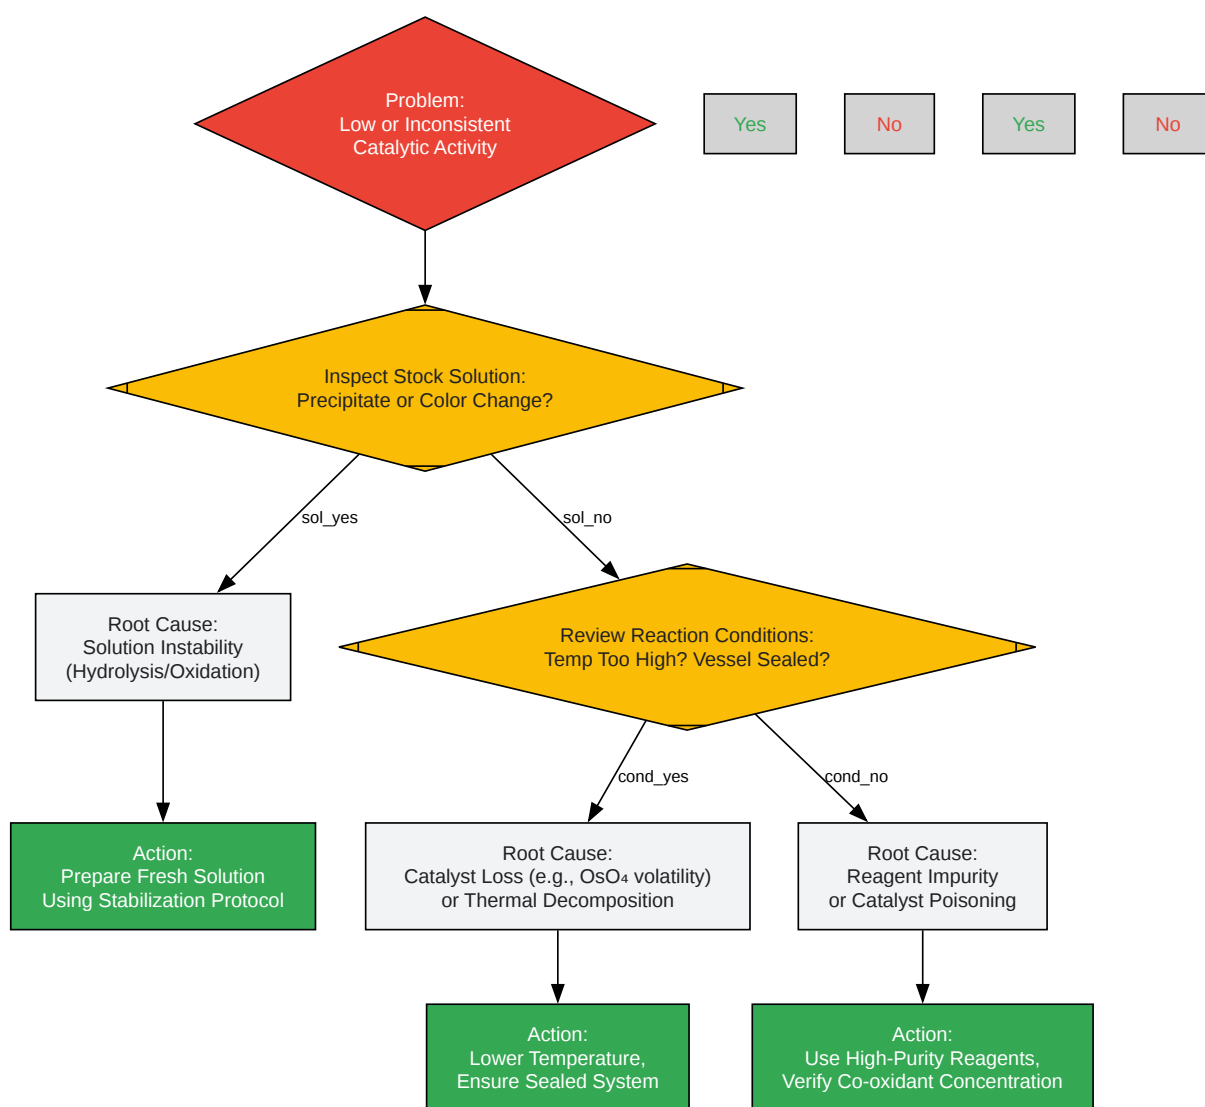 Problem:
Low or Inconsistent
Catalytic Activity
Yes
No
Yes
No
Inspect Stock Solution:
Precipitate or Color Change?
sol_yes
sol_no
Root Cause:
Solution Instability
(Hydrolysis/Oxidation)
Review Reaction Conditions:
Temp Too High? Vessel Sealed?
cond_yes
cond_no
Action:
Prepare Fresh Solution
Using Stabilization Protocol
Root Cause:
Catalyst Loss (e.g., OsO₄ volatility)
or Thermal Decomposition
Root Cause:
Reagent Impurity
or Catalyst Poisoning
Action:
Lower Temperature,
Ensure Sealed System
Action:
Use High-Purity Reagents,
Verify Co-oxidant Concentration